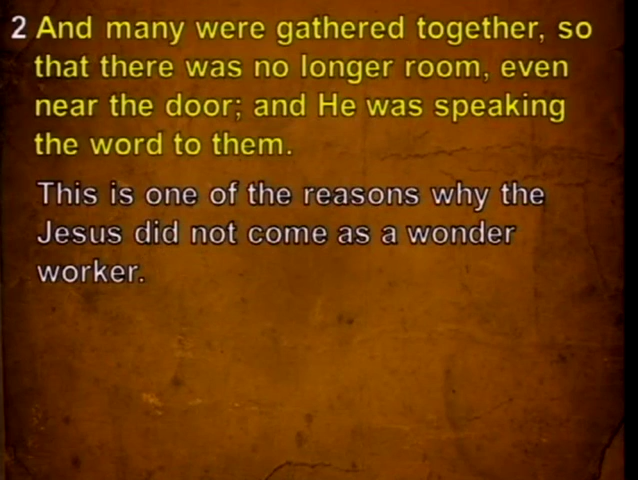 2 And many were gathered together, so
that there was no longer room, even
near the door; and He was speaking
the word to them.
This is one of the reasons why the
Jesus did not come as a wonder
worker.